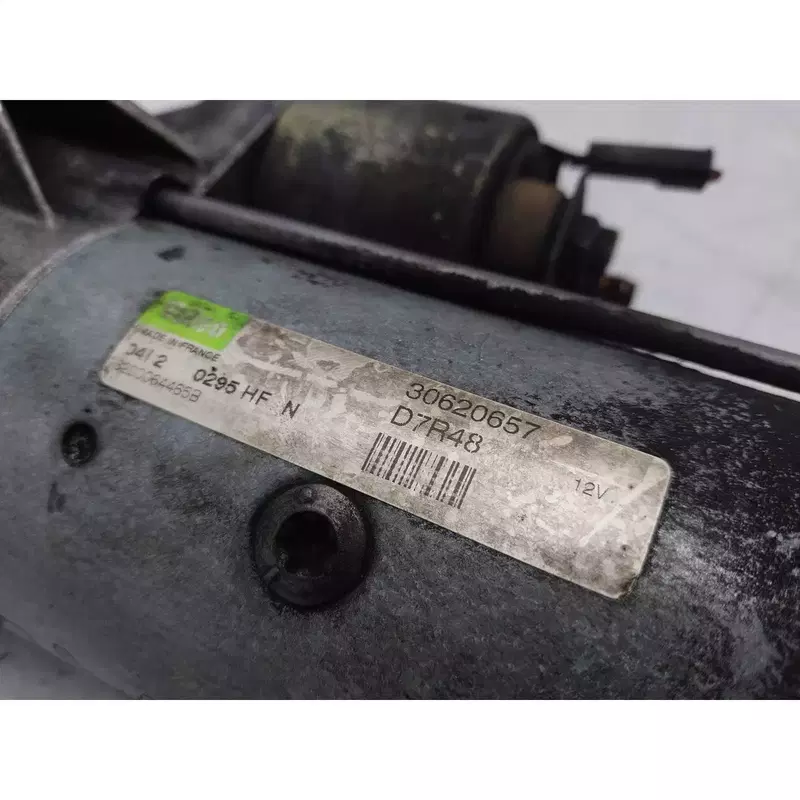 MADE IN FRANCE
0412 0295 HF N
30620657
D7R48
12V